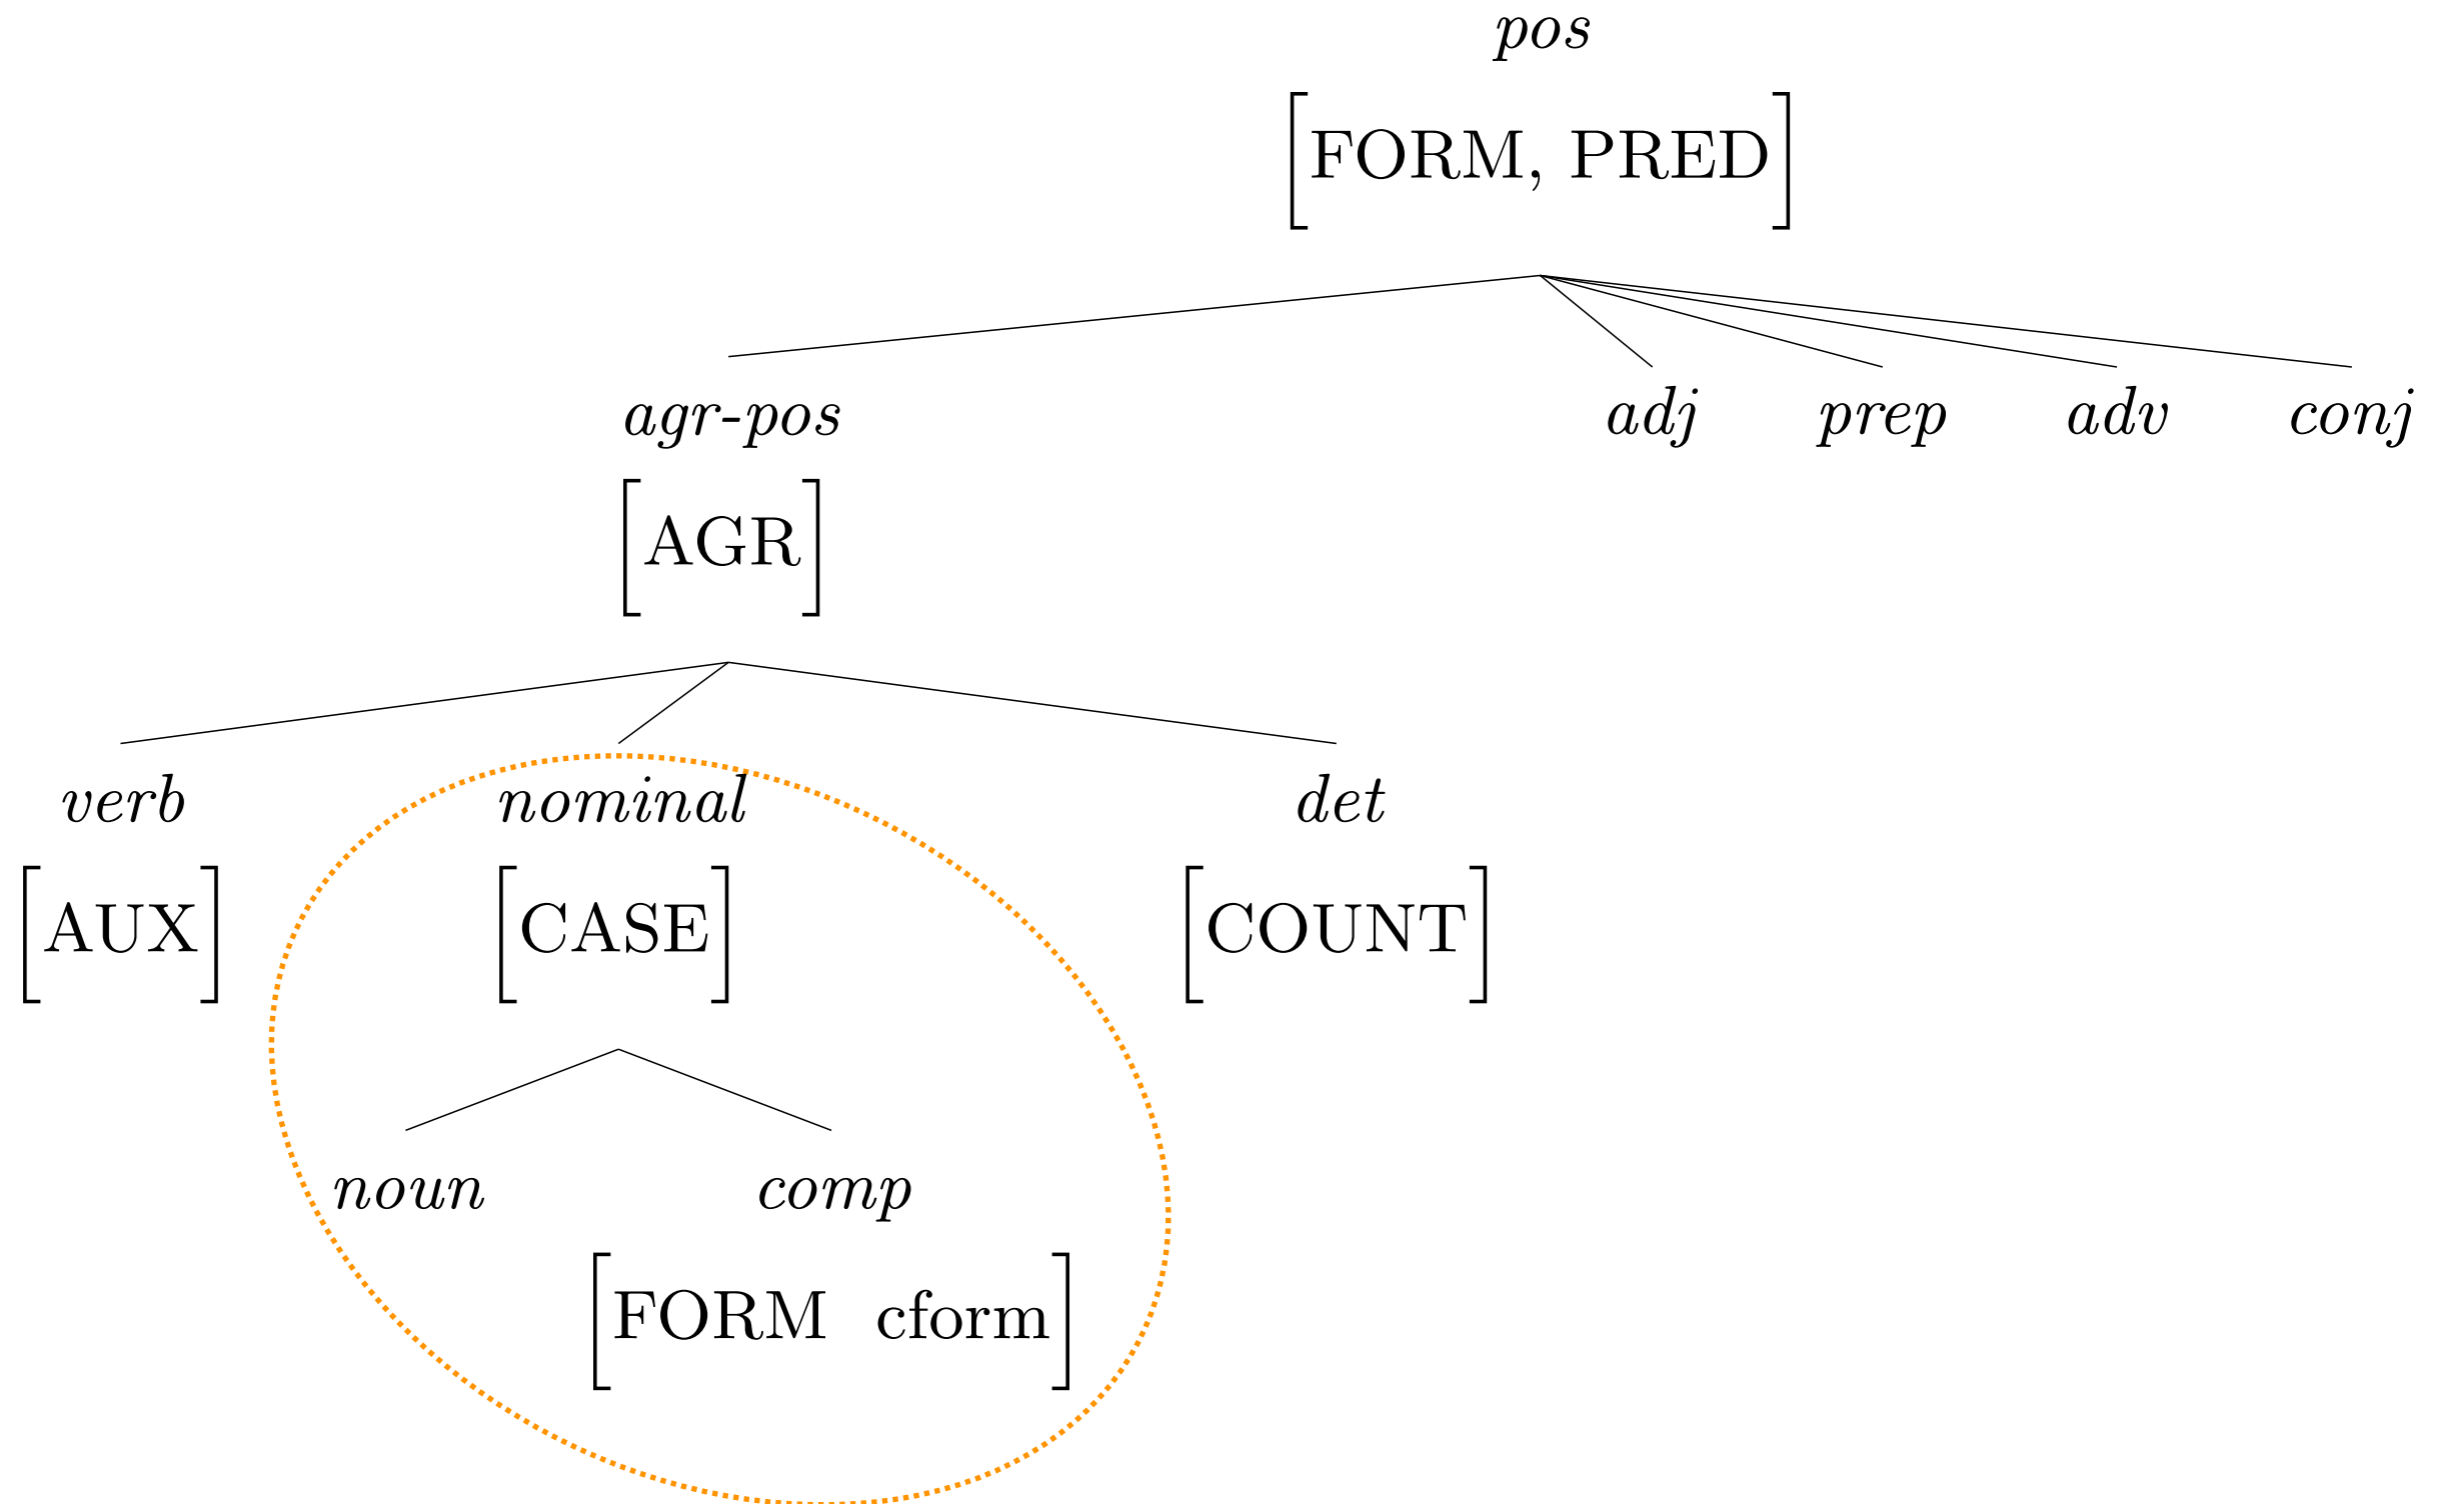 pos
[FORM, PRED]
agr-pos adj prep adv conj
[AGR]
verb nominal det
[AUX] [CASE] [COUNT]
noun comp
[FORM cform]